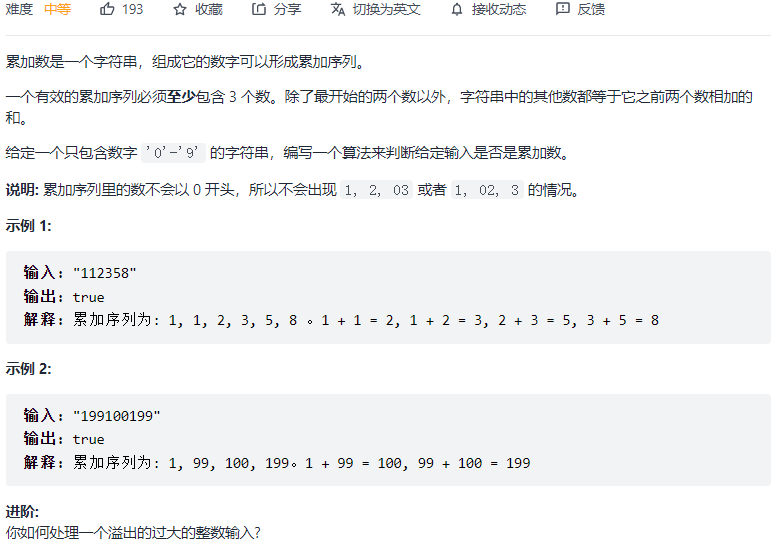 难度 中等 193 收藏 分享 切换为英文 接收动态 反馈
累加数是一个字符串，组成它的数字可以形成累加序列。
一个有效的累加序列必须至少包含 3 个数。除了最开始的两个数以外，字符串中的其他数都等于它之前两个数相加的
和。
给定一个只包含数字 '0'-'9' 的字符串，编写一个算法来判断给定输入是否是累加数。
说明: 累加序列里的数不会以 0 开头，所以不会出现 1, 2, 03 或者 1, 02, 3 的情况。
示例 1:
输入: "112358"
输出: true
解释: 累加序列为: 1, 1, 2, 3, 5, 8 。1 + 1 = 2, 1 + 2 = 3, 2 + 3 = 5, 3 + 5 = 8
示例 2:
输入: "199100199"
输出: true
解释: 累加序列为: 1, 99, 100, 199。1 + 99 = 100, 99 + 100 = 199
进阶:
你如何处理一个溢出的过大的整数输入?